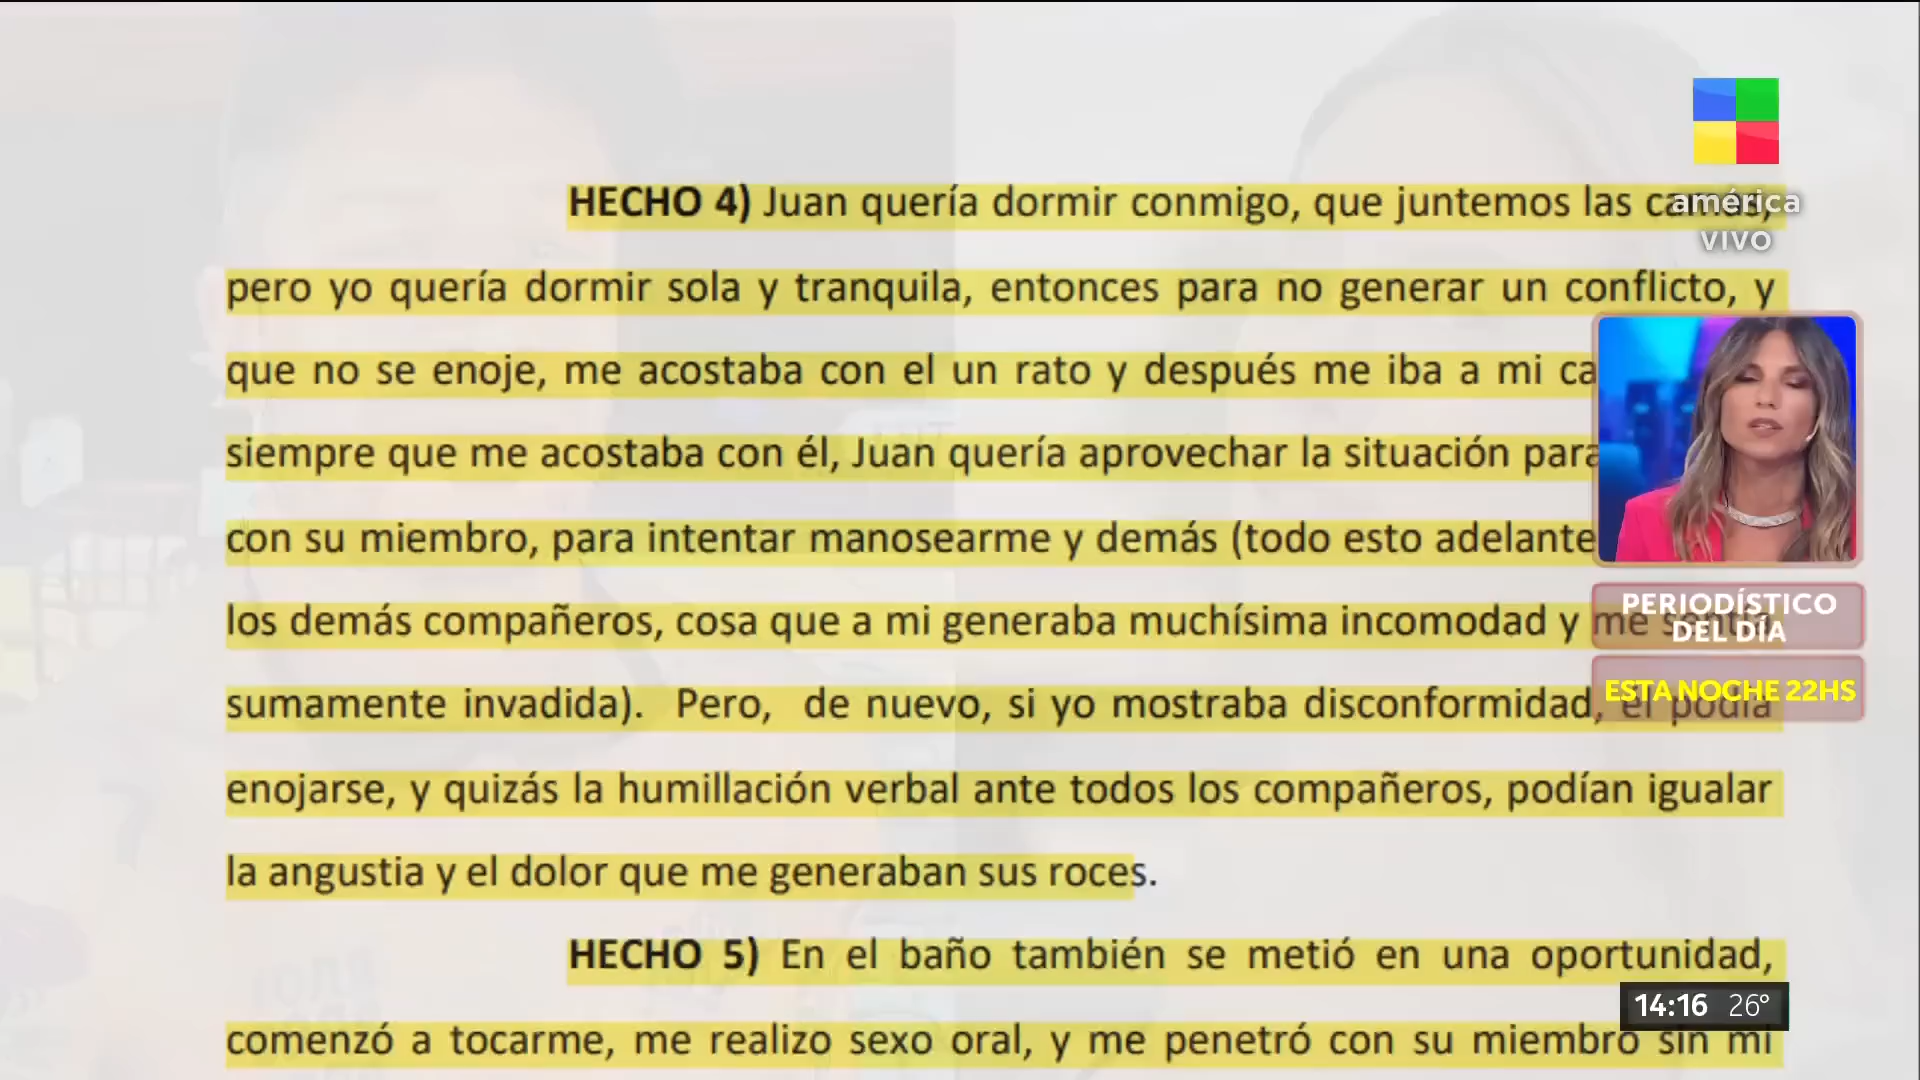 HECHO 4) Juan quería dormir conmigo, que juntemos las
américa
VIVO
pero yo quería dormir sola y tranquila, entonces para no generar un conflicto, y
que no se enoje, me acostaba con el un rato y después me iba a mi
siempre que me acostaba con él, Juan quería aprovechar la situación para
con su miembro, para intentar manosearme y demás (todo esto adelante
los demás compañeros, cosa que a mi generaba muchísima incomodad y me
PERIODÍSTICO
DEL DÍA
sumamente invadida). Pero, de nuevo, si yo mostraba disconformidad, el podía
ESTA NOCHE 22HS
enojarse, y quizás la humillación verbal ante todos los compañeros, podían igualar
la angustia y el dolor que me generaban sus roces.
HECHO 5) En el baño también se metió en una oportunidad,
14:16 26°
comenzó a tocarme, me realizo sexo oral, y me penetró con su miembro sin mi